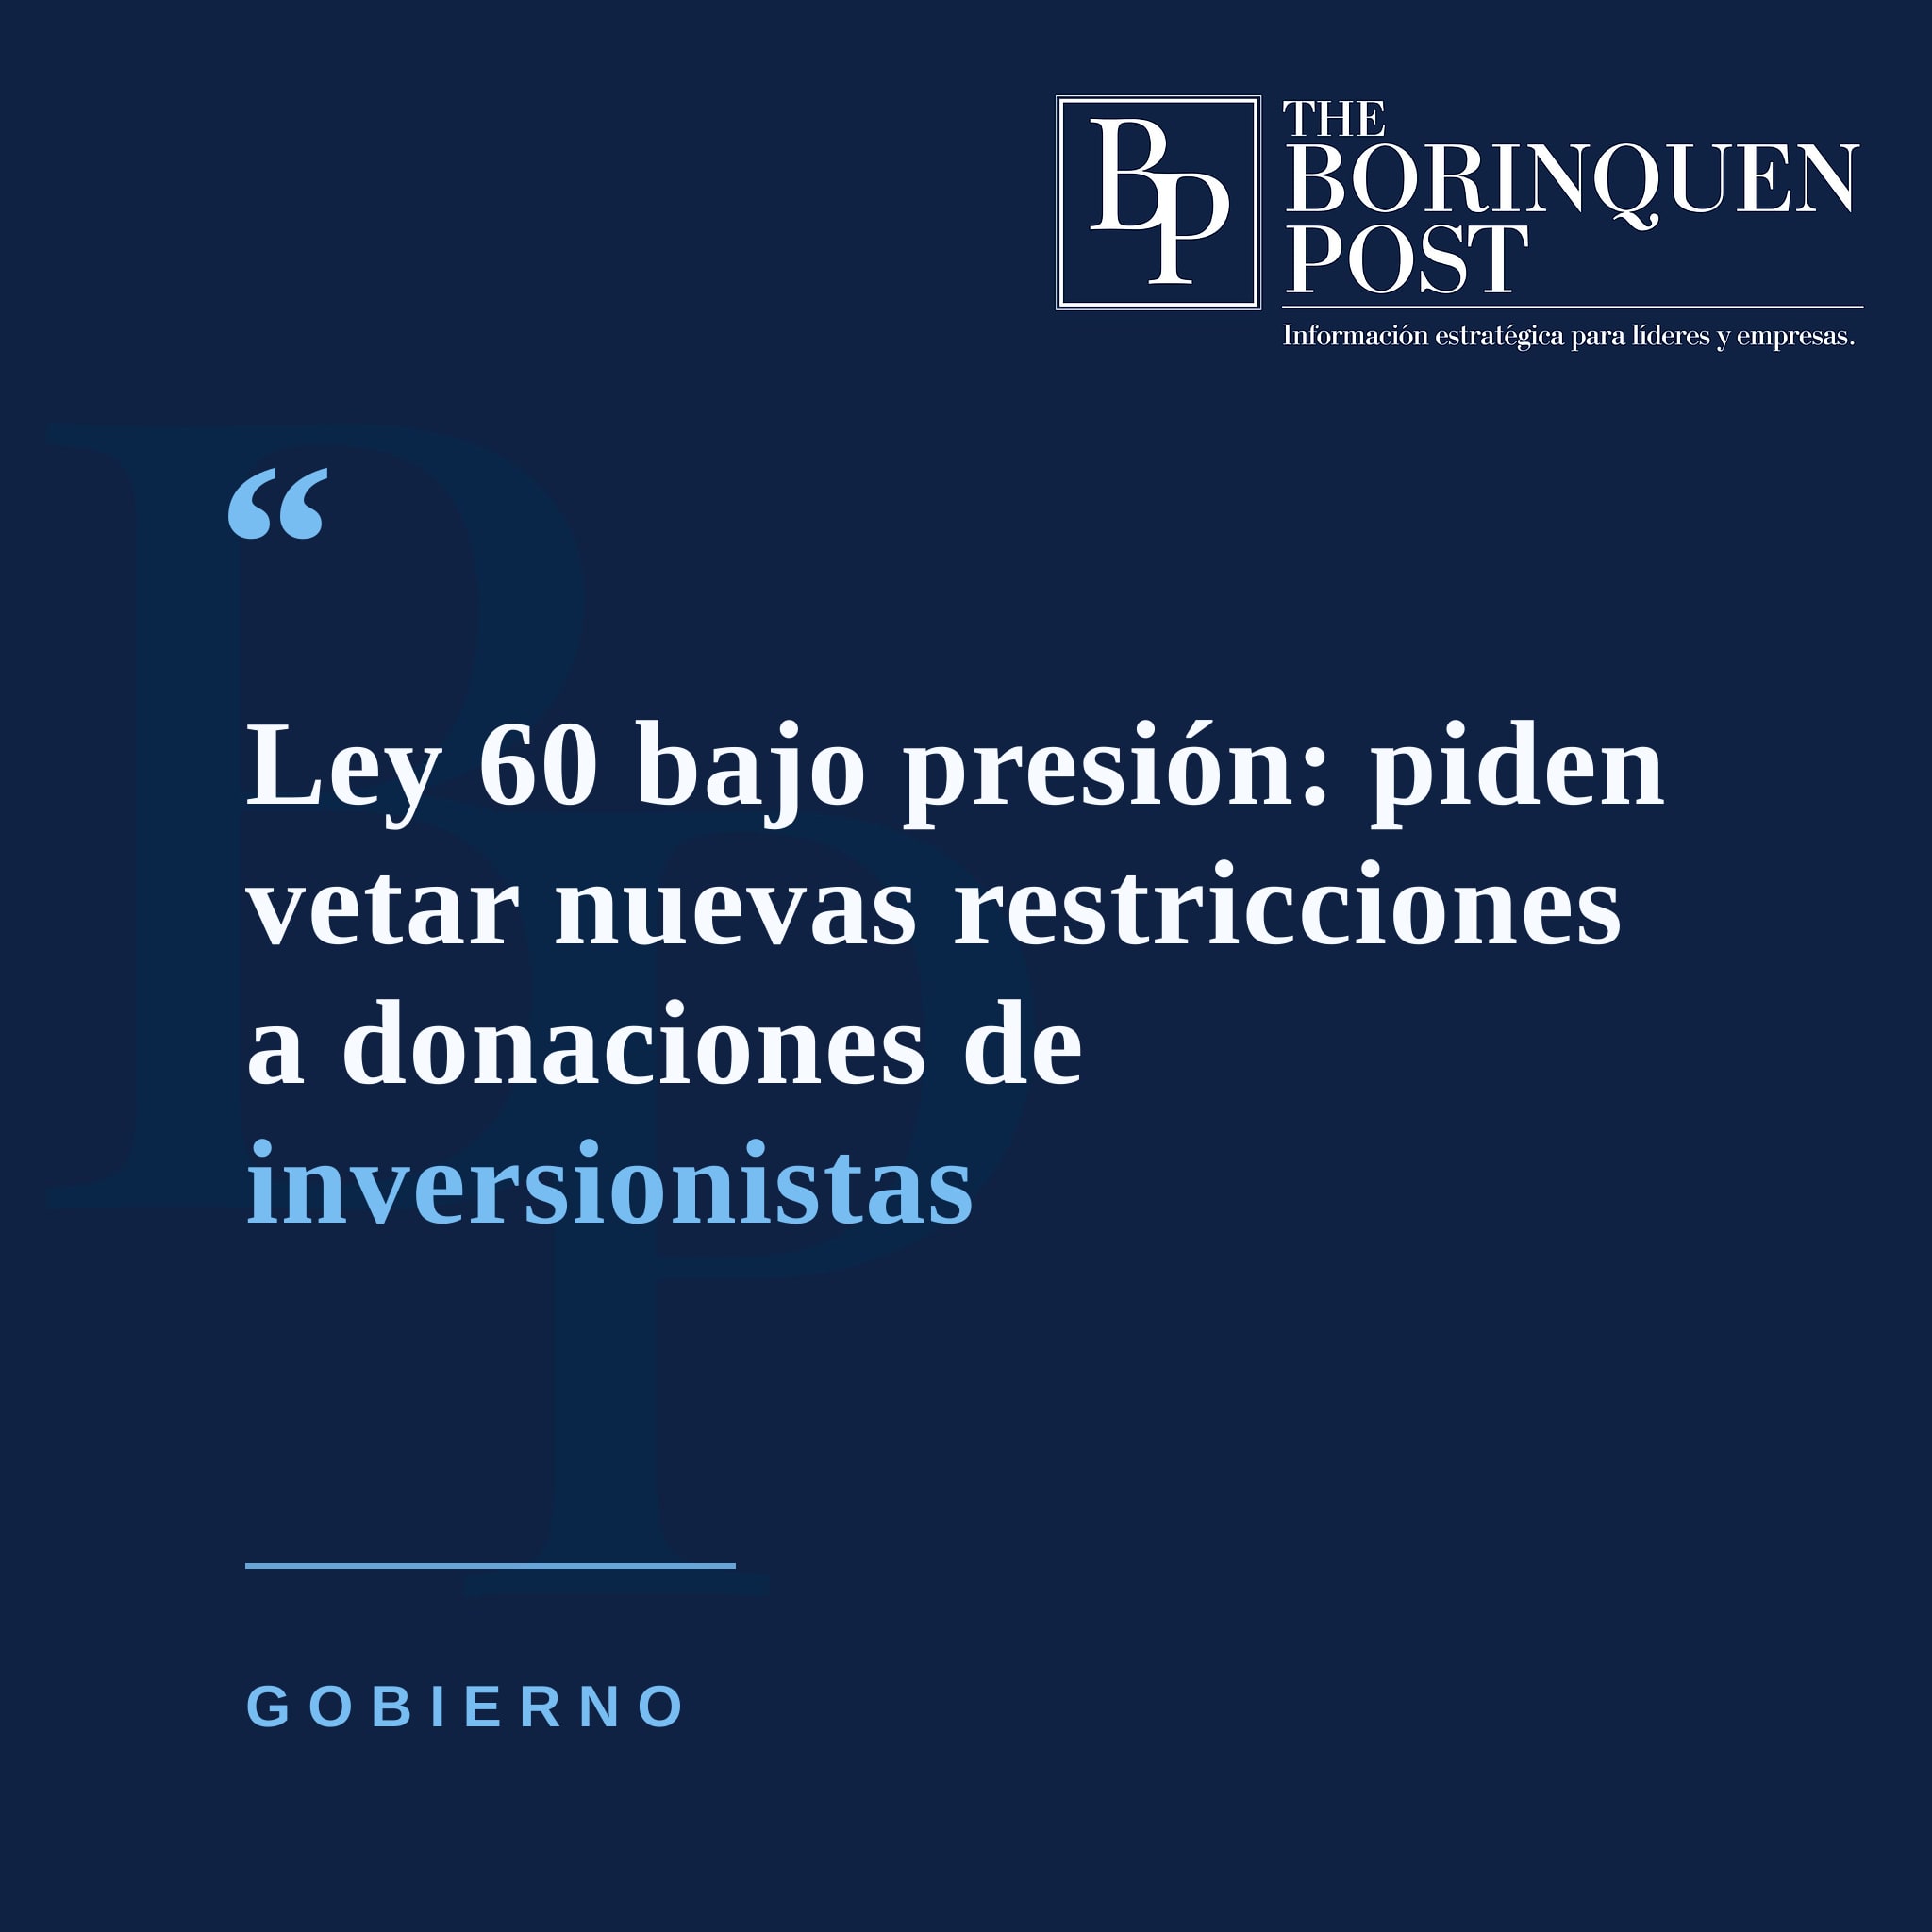 BP
THE
BORINQUEN
POST
Información estratégica para líderes y empresas.
“
Ley 60 bajo presión: piden
vetar nuevas restricciones
a donaciones de
inversionistas
GOBIERNO